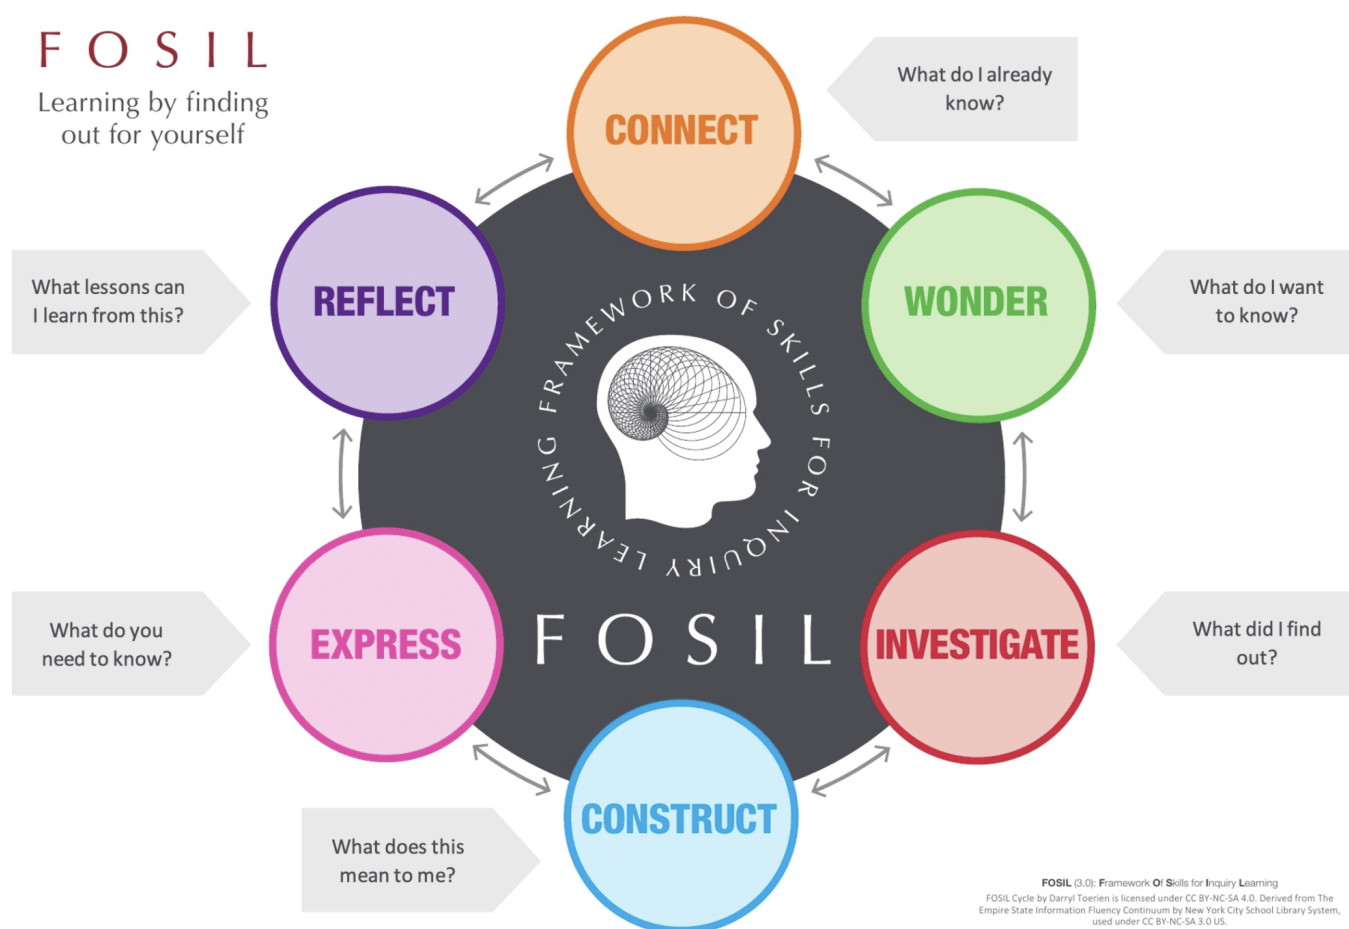 F O S I L
Learning by finding
out for yourself
CONNECT
What do I already
know?
WONDER
What do I want
to know?
INVESTIGATE
What did I find
out?
CONSTRUCT
What does this
mean to me?
EXPRESS
What do you
need to know?
REFLECT
What lessons can
I learn from this?
FRAMEWORK OF SKILLS FOR INQUIRY LEARNING
F O S I L
FOSIL (3.0): Framework Of Skills for Inquiry Learning
FOSIL Cycle by Darryl Toerien is licensed under CC BY-NC-SA 4.0. Derived from The
Empire State Information Fluency Continuum by New York City School Library System,
used under CC BY-NC-SA 3.0 US.